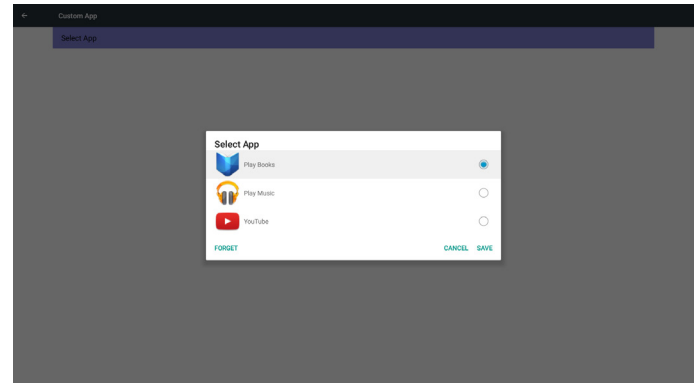 Custom App
Select App
Select App
Play Books
Play Music
YouTube
FORGET CANCEL SAVE